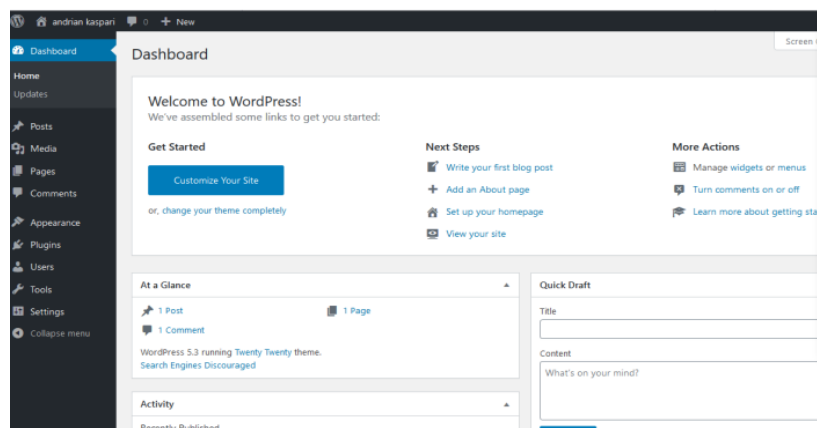 andrian kaspari 0 + New
Screen
Dashboard
Home
Updates
Posts
Media
Pages
Comments
Appearance
Plugins
Users
Tools
Settings
Collapse menu
Dashboard
Welcome to WordPress!
We've assembled some links to get you started:
Get Started
Customize Your Site
or, change your theme completely
Next Steps
Write your first blog post
Add an About page
Set up your homepage
View your site
More Actions
Manage widgets or menus
Turn comments on or off
Learn more about getting sta
At a Glance
1 Post
1 Page
1 Comment
WordPress 5.3 running Twenty Twenty theme.
Search Engines Discouraged
Activity
Recently Published
Quick Draft
Title
Content
What's on your mind?